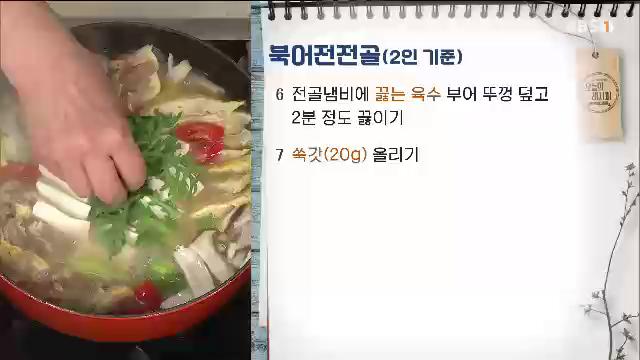 EBS1
북어전전골(2인 기준)
오늘의
레시피
6 전골냄비에 끓는 육수 부어 뚜껑 덮고
2분 정도 끓이기
7 쑥갓(20g) 올리기